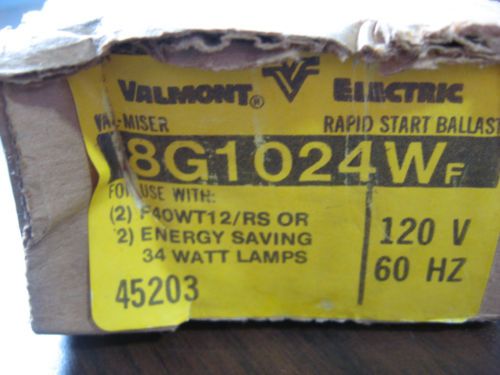 VALMONT® ELECTRIC
VAL-MISER RAPID START BALLAST
8G1024WF
FOR USE WITH:
(2) F40WT12/RS OR
(2) ENERGY SAVING
34 WATT LAMPS
120 V
60 HZ
45203